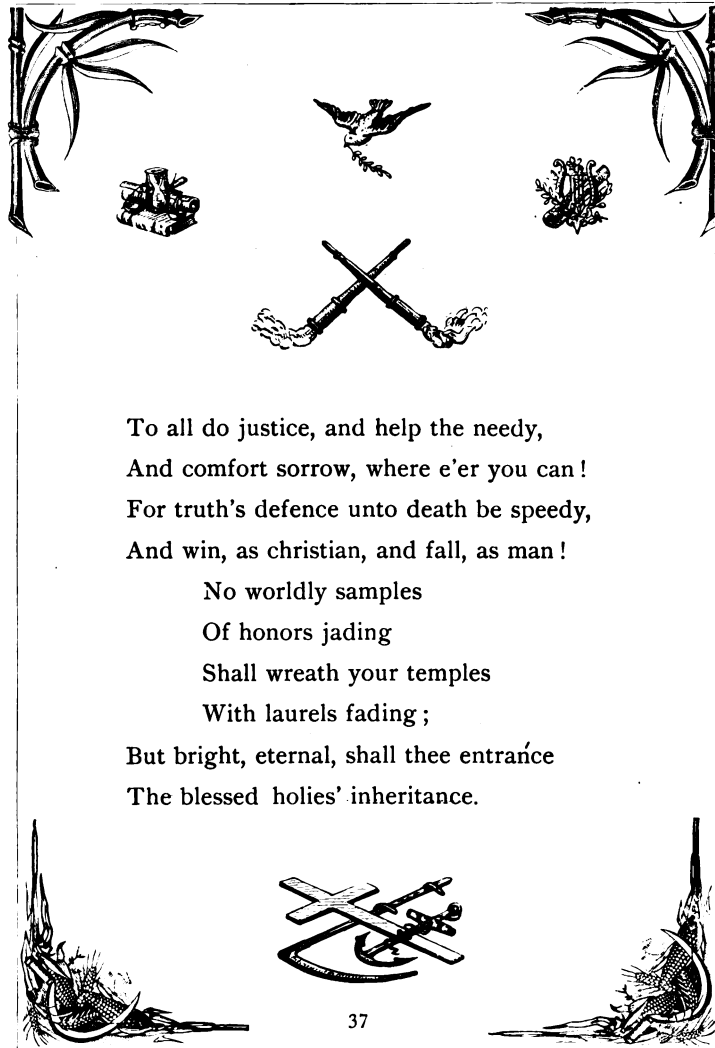 To all do justice, and help the needy,
And comfort sorrow, where e'er you can!
For truth's defence unto death be speedy,
And win, as christian, and fall, as man!
No worldly samples
Of honors jading
Shall wreath your temples
With laurels fading;
But bright, eternal, shall thee entrańce
The blessed holies' inheritance.
37